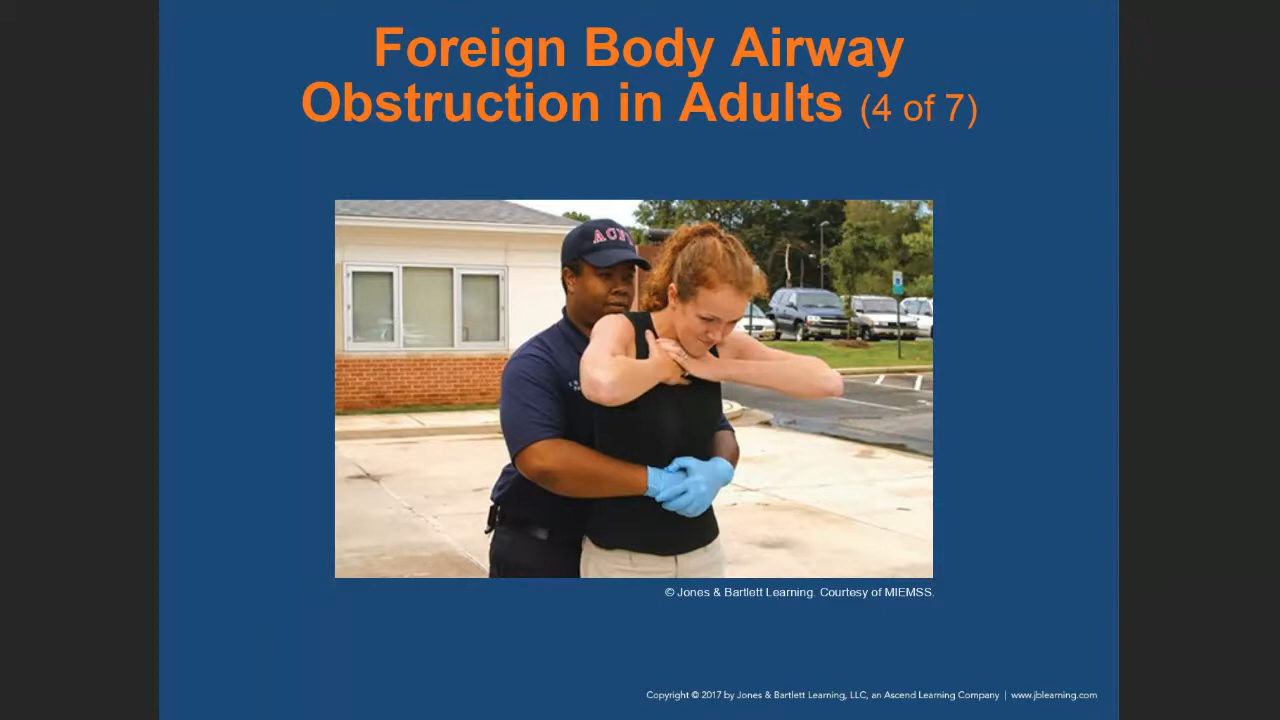 Foreign Body Airway
Obstruction in Adults (4 of 7)
© Jones & Bartlett Learning. Courtesy of MIEMSS.
Copyright © 2017 by Jones & Bartlett Learning, LLC, an Ascend Learning Company | www.jblearning.com